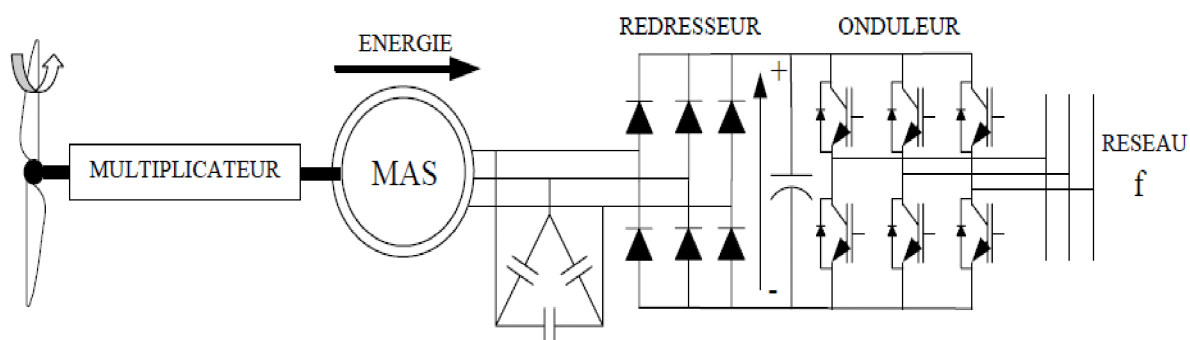 REDRESSEUR
ONDULEUR
ENERGIE
MULTIPLICATEUR
MAS
+
-
RESEAU
f